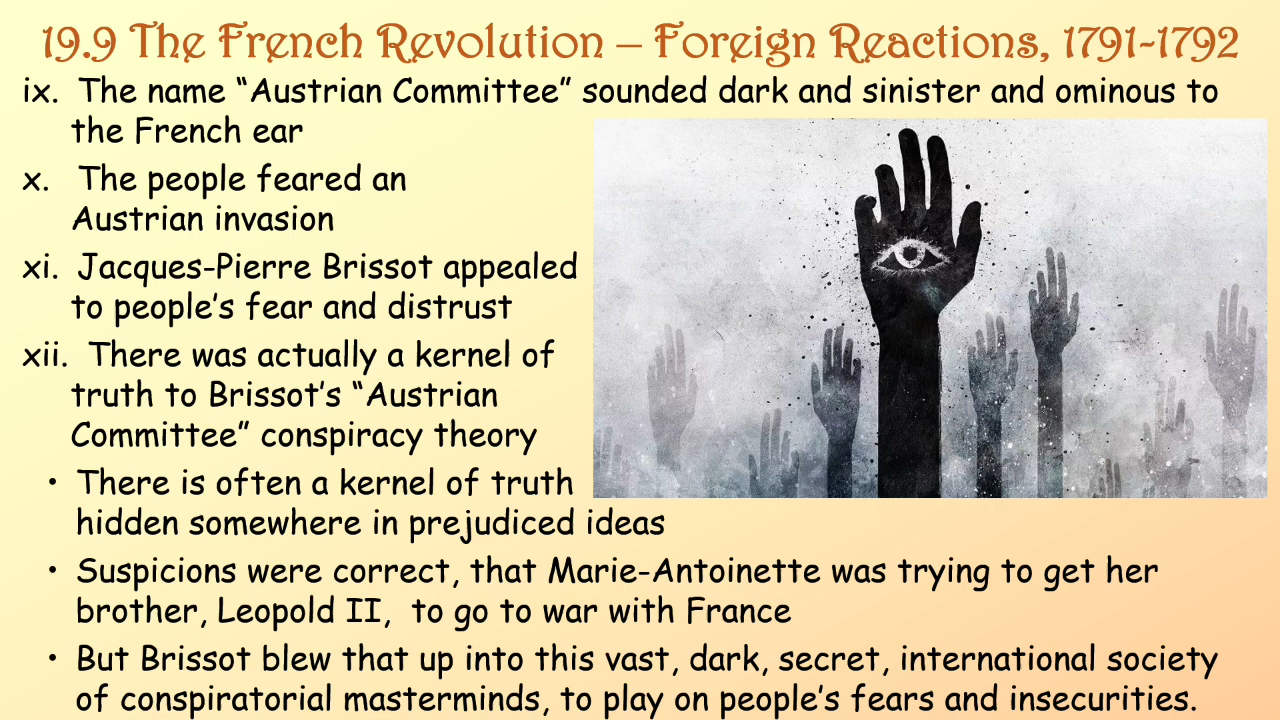 19.9 The French Revolution – Foreign Reactions, 1791-1792
ix. The name “Austrian Committee” sounded dark and sinister and ominous to
the French ear
x. The people feared an
Austrian invasion
xi. Jacques-Pierre Brissot appealed
to people’s fear and distrust
xii. There was actually a kernel of
truth to Brissot’s “Austrian
Committee” conspiracy theory
• There is often a kernel of truth
hidden somewhere in prejudiced ideas
• Suspicions were correct, that Marie-Antoinette was trying to get her
brother, Leopold II, to go to war with France
• But Brissot blew that up into this vast, dark, secret, international society
of conspiratorial masterminds, to play on people’s fears and insecurities.